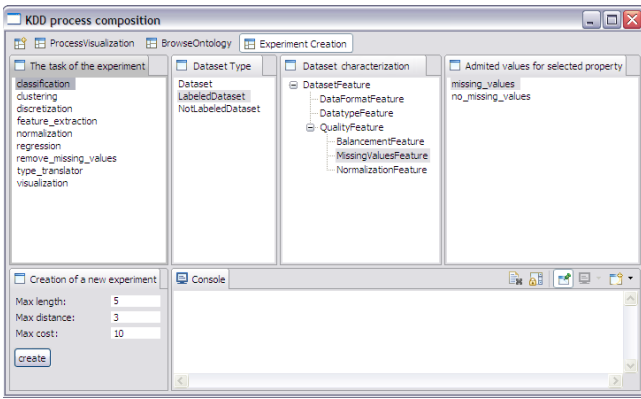 KDD process composition
ProcessVisualization BrowseOntology Experiment Creation
The task of the experiment
classification
clustering
discretization
feature_extraction
normalization
regression
remove_missing_values
type_translator
visualization
Dataset Type
Dataset
LabeledDataset
NotLabeledDataset
Dataset characterization
DatasetFeature
DataFormatFeature
DatatypeFeature
QualityFeature
BalancementFeature
MissingValuesFeature
NormalizationFeature
Admited values for selected property
missing_values
no_missing_values
Creation of a new experiment
Max length: 5
Max distance: 3
Max cost: 10
create
Console